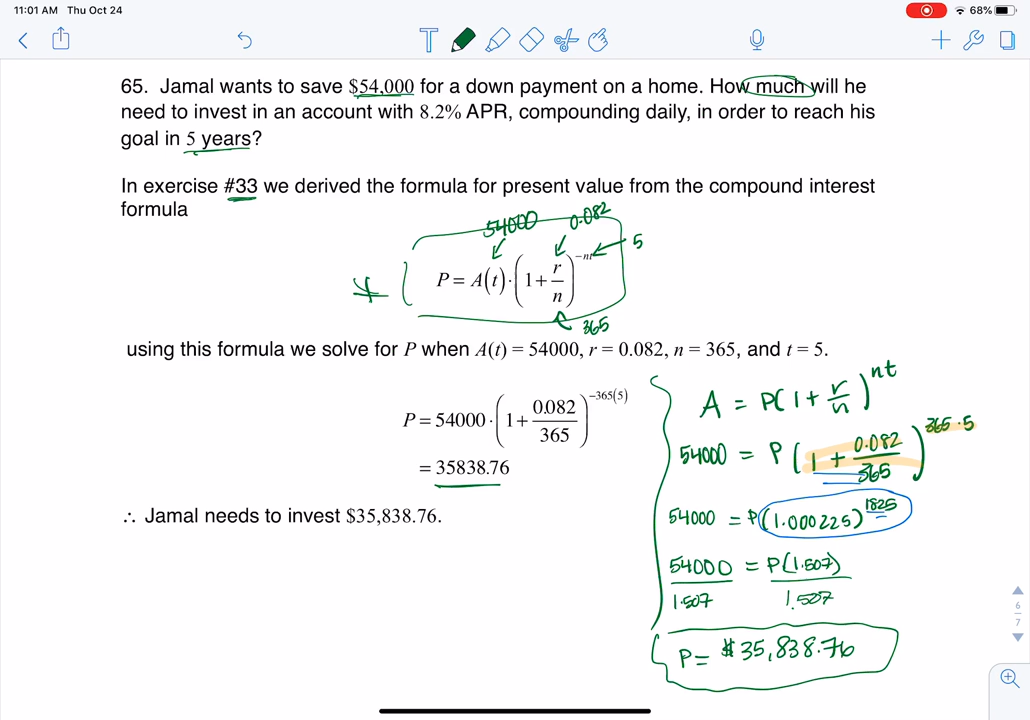 11:01 AM Thu Oct 24
68%
T
65. Jamal wants to save $54,000 for a down payment on a home. How much will he
need to invest in an account with 8.2% APR, compounding daily, in order to reach his
goal in 5 years?
In exercise #33 we derived the formula for present value from the compound interest
formula
54000 0.082
5
P = A(t)·(1+r/n)^−nt
365
using this formula we solve for P when A(t) = 54000, r = 0.082, n = 365, and t = 5.
P = 54000·(1+0.082/365)^−365(5)
= 35838.76
∴ Jamal needs to invest $35,838.76.
A = P(1+r/n)^nt
54000 = P(1+0.082/365)^365·5
54000 = P(1.000225)^1825
54000 = P(1.507)
1.507 1.507
P= $35,838.76
6
7